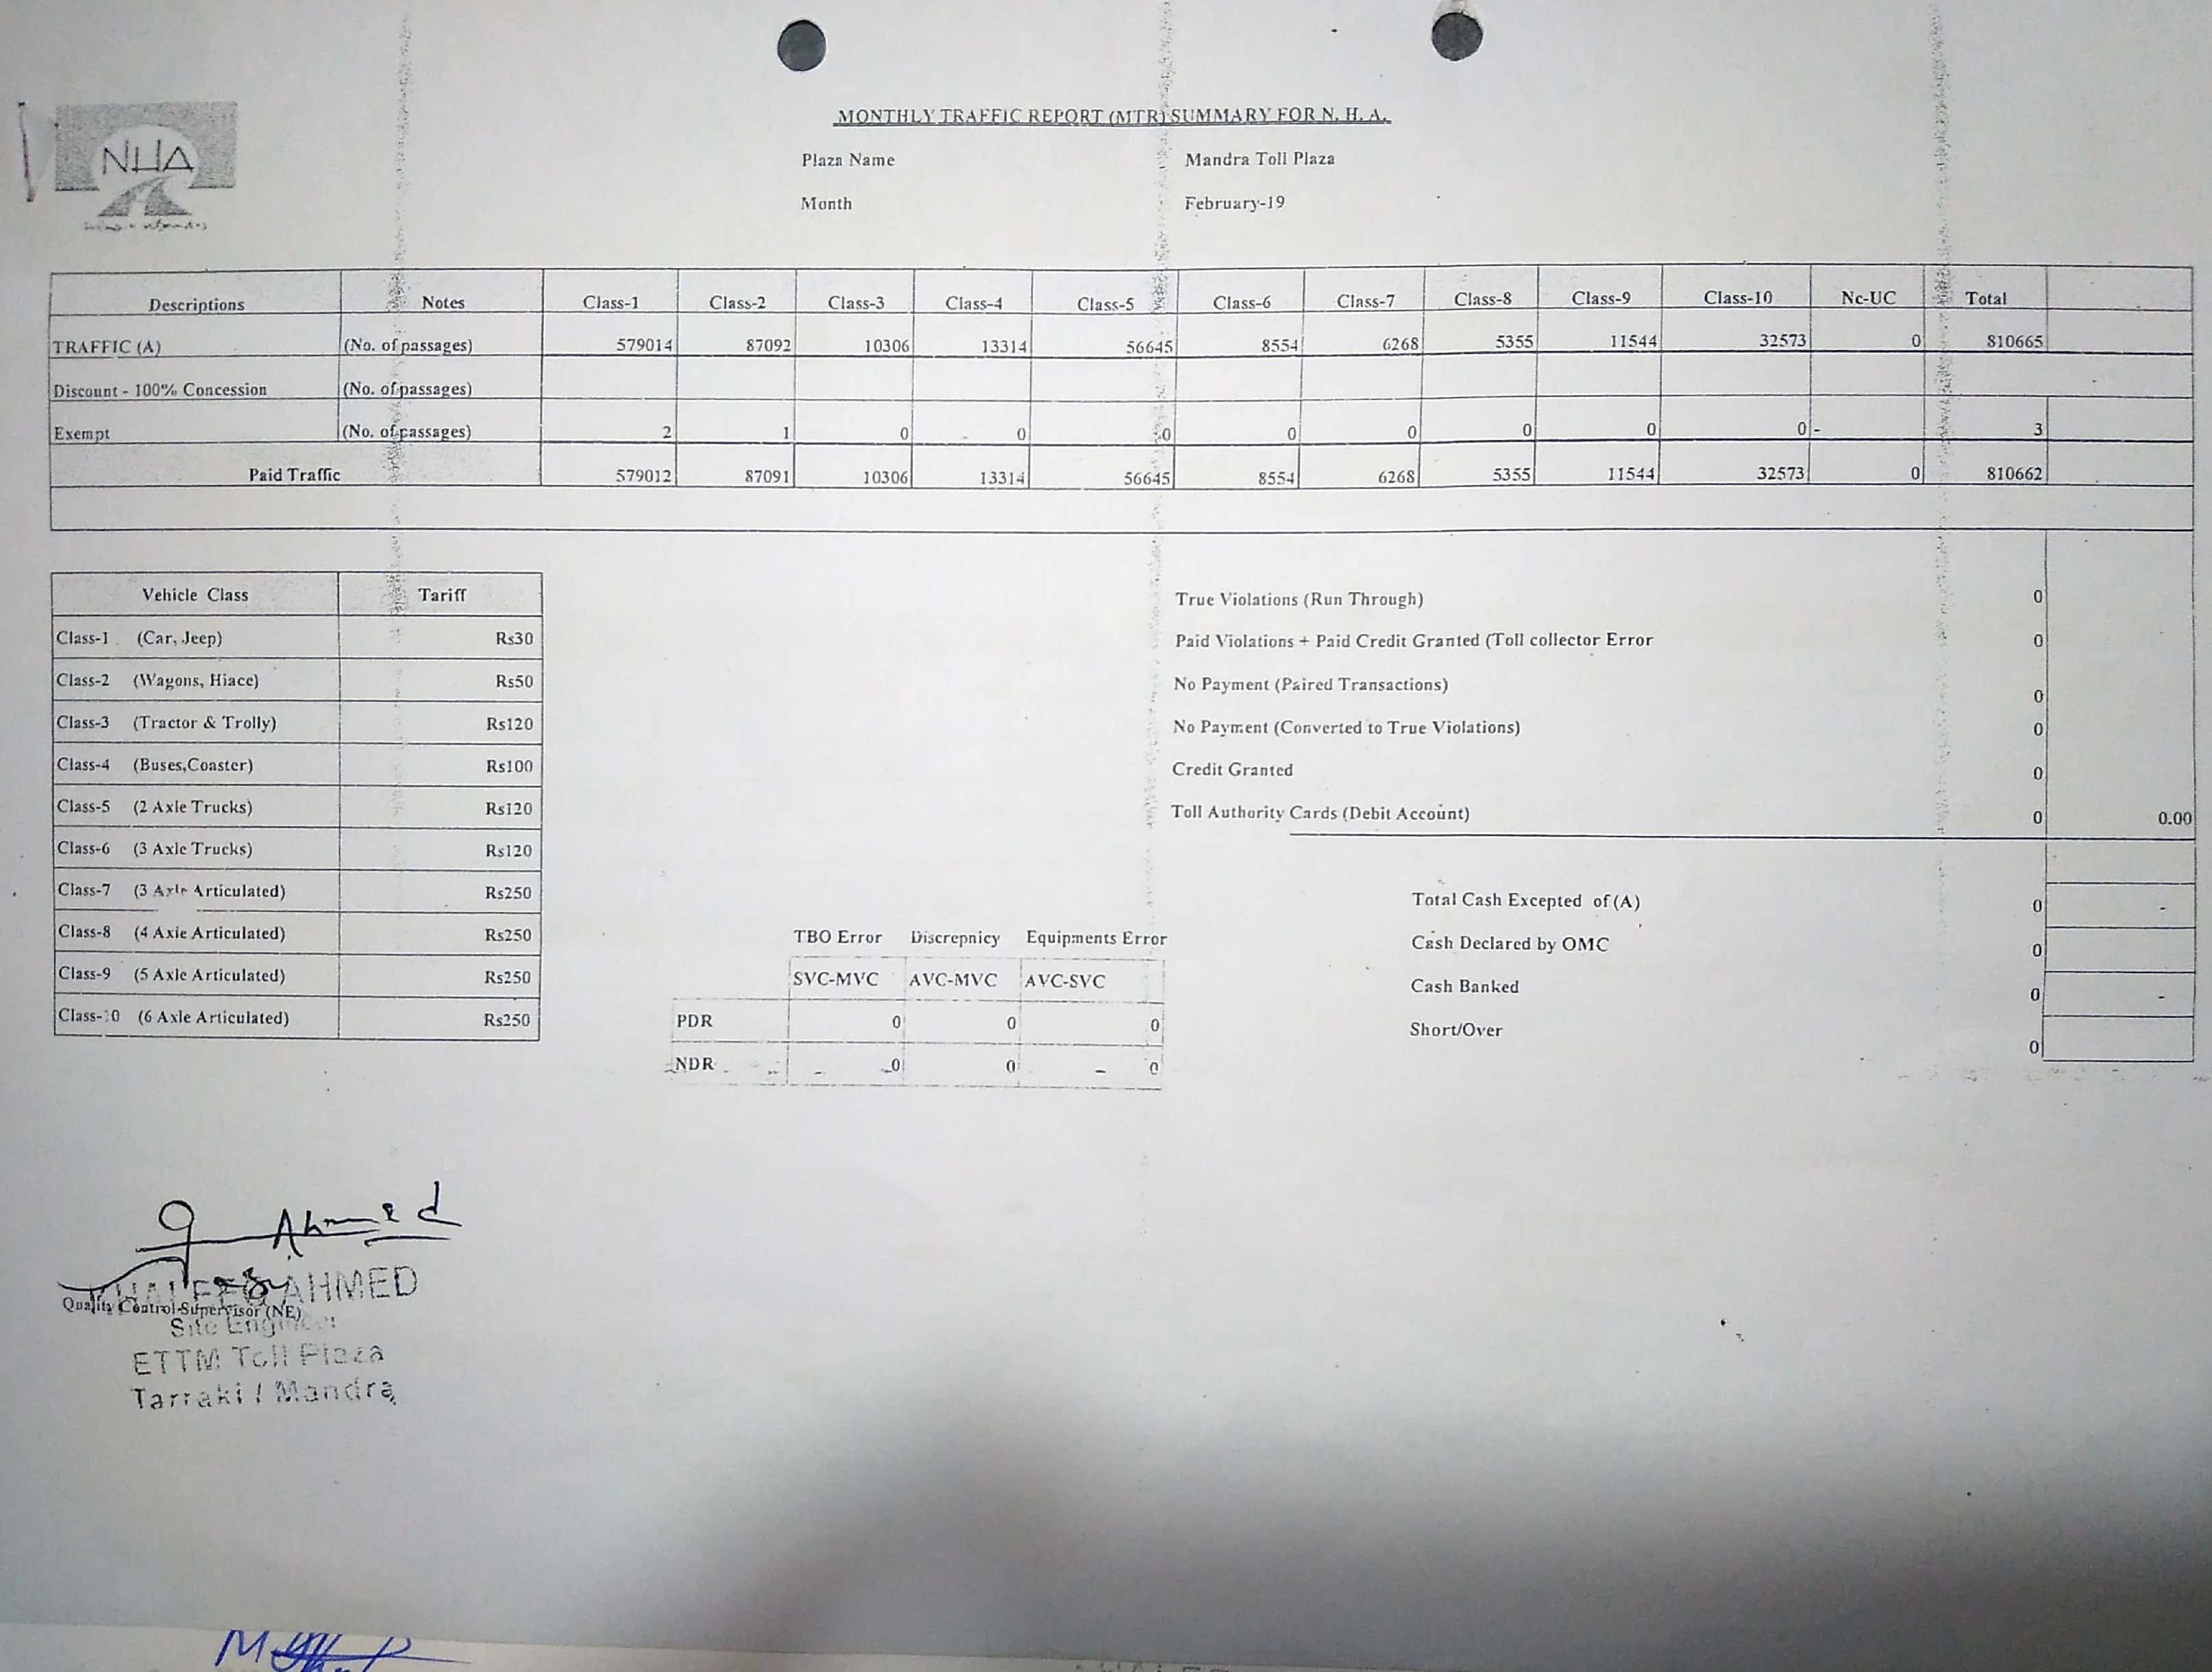 MONTHLY TRAFFIC REPORT (MTR) SUMMARY FOR N. H. A.
NHA
Plaza Name Mandra Toll Plaza
Month February-19
Descriptions Notes Class-1 Class-2 Class-3 Class-4 Class-5 Class-6 Class-7 Class-8 Class-9 Class-10 Nc-UC Total
TRAFFIC (A) (No. of passages) 579014 87092 10306 13314 56645 8554 6268 5355 11544 32573 0 810665
Discount - 100% Concession (No. of passages)
Exempt (No. of passages) 2 1 0 0 0 0 0 0 0 0 - 3
Paid Traffic 579012 87091 10306 13314 56645 8554 6268 5355 11544 32573 0 810662
Vehicle Class Tariff
Class-1 (Car, Jeep) Rs30
Class-2 (Wagons, Hiace) Rs50
Class-3 (Tractor & Trolly) Rs120
Class-4 (Buses,Coaster) Rs100
Class-5 (2 Axle Trucks) Rs120
Class-6 (3 Axle Trucks) Rs120
Class-7 (3 Axle Articulated) Rs250
Class-8 (4 Axle Articulated) Rs250
Class-9 (5 Axle Articulated) Rs250
Class-10 (6 Axle Articulated) Rs250
True Violations (Run Through) 0
Paid Violations + Paid Credit Granted (Toll collector Error 0
No Payment (Paired Transactions) 0
No Payment (Converted to True Violations) 0
Credit Granted 0
Toll Authority Cards (Debit Account) 0 0.00
TBO Error Discrepnicy Equipments Error
SVC-MVC AVC-MVC AVC-SVC
PDR 0 0 0
NDR 0 0 0
Total Cash Excepted of (A) 0 -
Cash Declared by OMC 0
Cash Banked 0 -
Short/Over 0
Ahmed
AHMED
Quality Control Supervisor (NE)
Site Engineer
ETTM Toll Plaza
Tarraki / Mandra